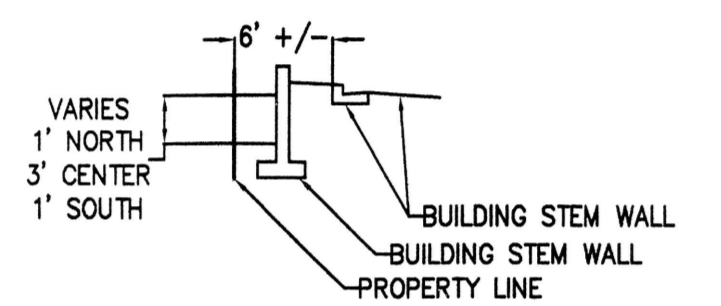 6' +/-
VARIES
1' NORTH
3' CENTER
1' SOUTH
BUILDING STEM WALL
BUILDING STEM WALL
PROPERTY LINE